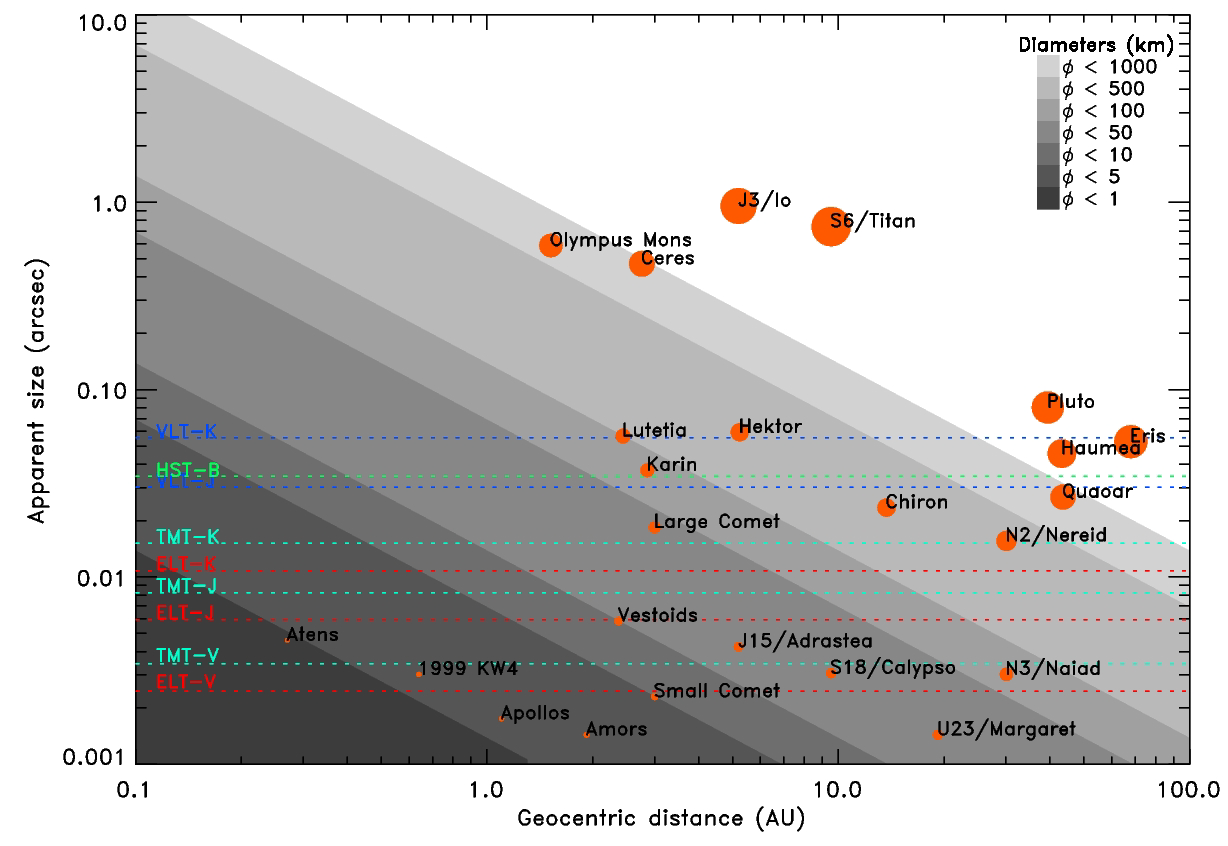 10.0
Diameters (km)
ϕ < 1000
ϕ < 500
ϕ < 100
ϕ < 50
ϕ < 10
ϕ < 5
ϕ < 1
1.0
J3/Io
S6/Titan
Olympus Mons
Ceres
Apparent size (arcsec)
0.10
Pluto
VLT-K
Lutetia
Hektor
Eris
Haumea
HST-B
Karin
VLT-J
Quaoar
Chiron
Large Comet
TMT-K
N2/Nereid
ELT-K
0.01
TMT-J
ELT-J
Vestoids
Atens
J15/Adrastea
TMT-V
1999 KW4
S18/Calypso
N3/Naiad
ELT-V
Small Comet
Apollos
Amors
U23/Margaret
0.001
0.1
1.0
10.0
100.0
Geocentric distance (AU)